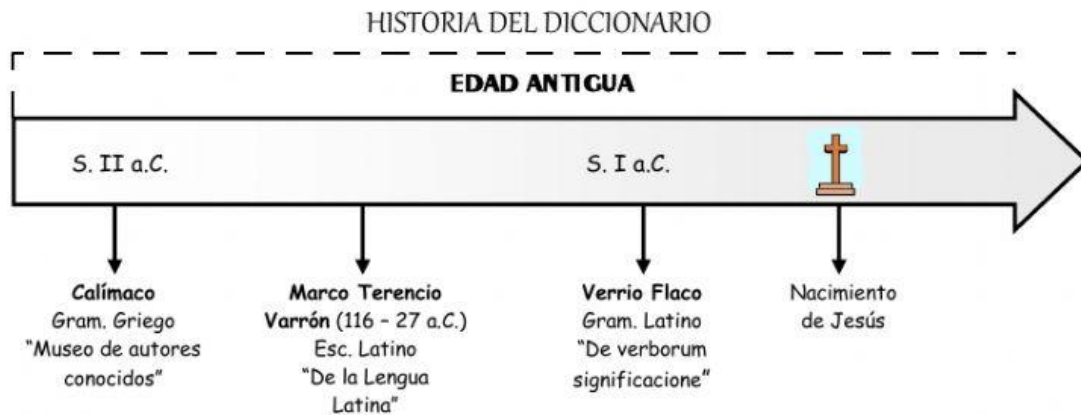 HISTORIA DEL DICCIONARIO
EDAD ANTIGUA
S. II a.C.
S. I a.C.
Calímaco
Gram. Griego
"Museo de autores
conocidos"
Marco Terencio
Varrón (116 - 27 a.C.)
Esc. Latino
"De la Lengua
Latina"
Verrio Flaco
Gram. Latino
"De verborum
significacione"
Nacimiento
de Jesús